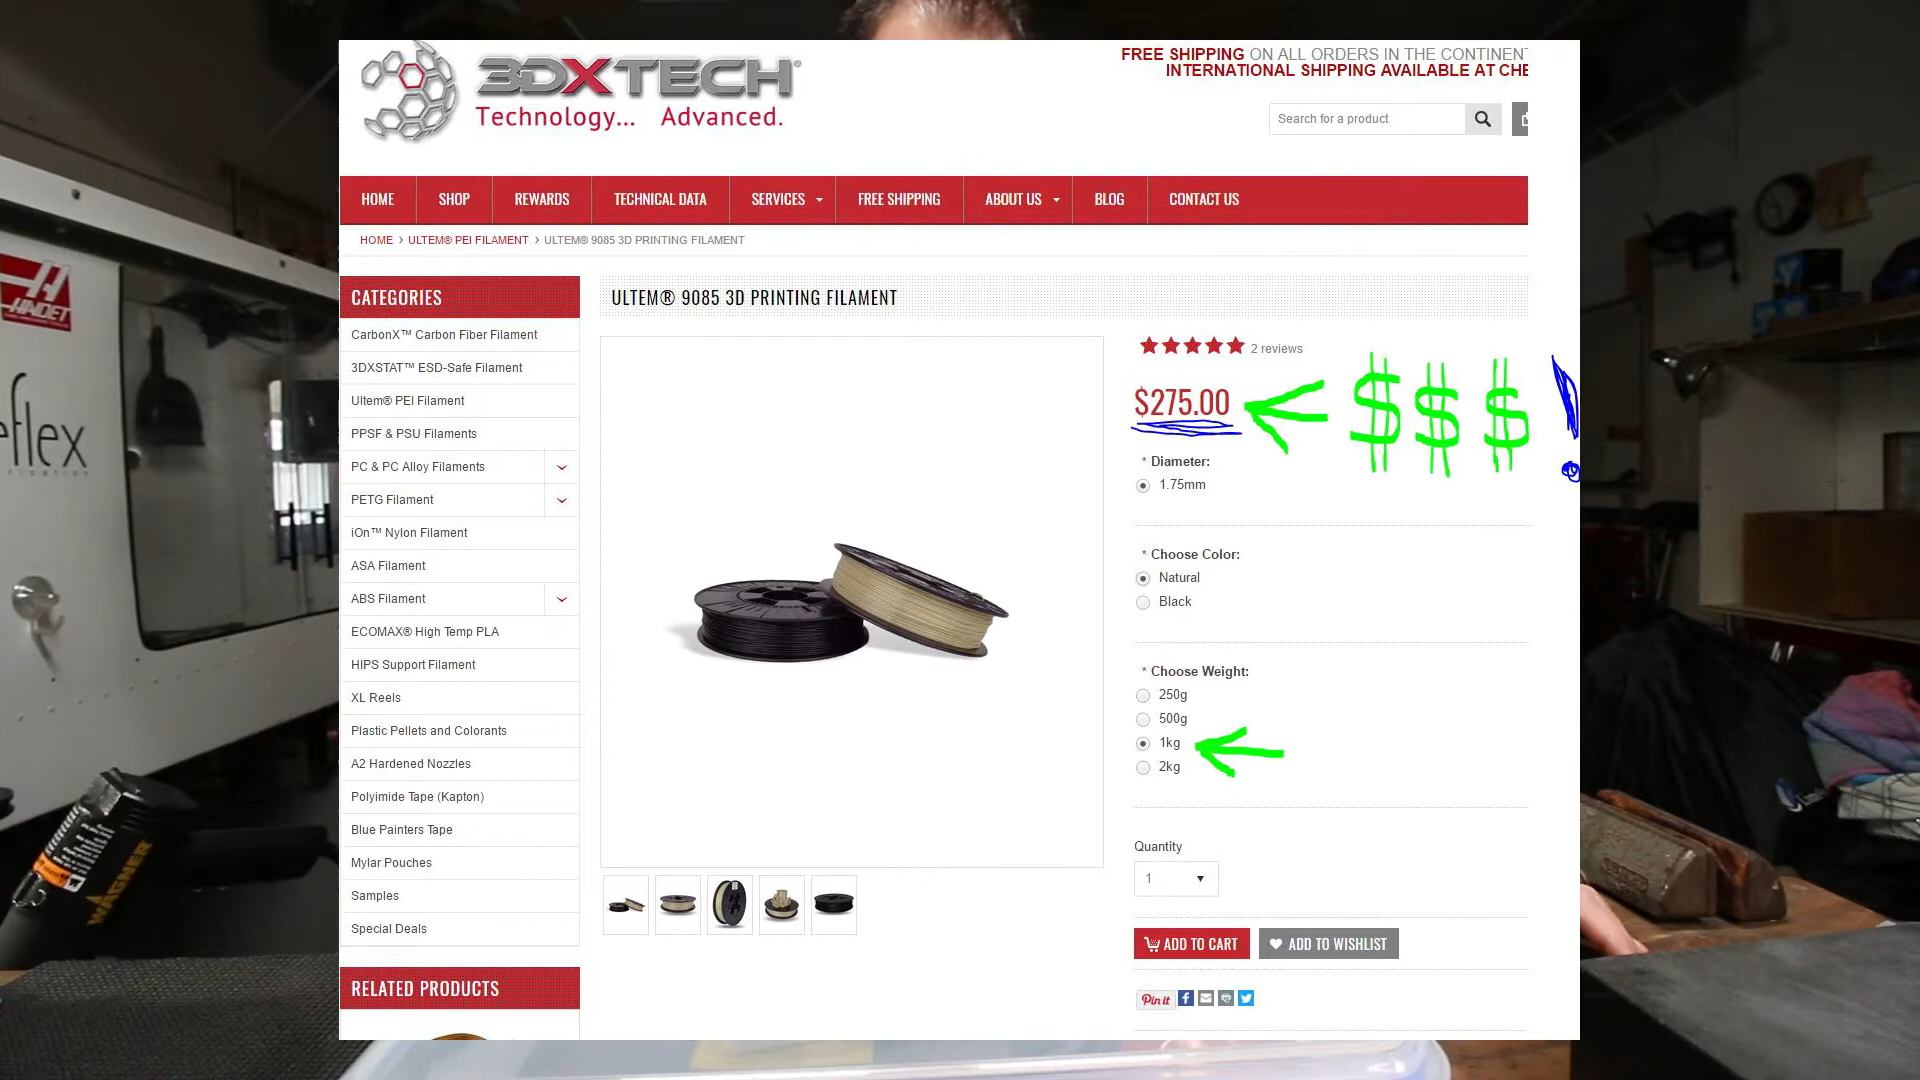 3DXTECH®
Technology... Advanced.
FREE SHIPPING ON ALL ORDERS IN THE CONTINENT
INTERNATIONAL SHIPPING AVAILABLE AT CHE
Search for a product
HOME SHOP REWARDS TECHNICAL DATA SERVICES FREE SHIPPING ABOUT US BLOG CONTACT US
HOME › ULTEM® PEI FILAMENT › ULTEM® 9085 3D PRINTING FILAMENT
CATEGORIES
CarbonX™ Carbon Fiber Filament
3DXSTAT™ ESD-Safe Filament
Ultem® PEI Filament
PPSF & PSU Filaments
PC & PC Alloy Filaments
PETG Filament
iOn™ Nylon Filament
ASA Filament
ABS Filament
ECOMAX® High Temp PLA
HIPS Support Filament
XL Reels
Plastic Pellets and Colorants
A2 Hardened Nozzles
Polyimide Tape (Kapton)
Blue Painters Tape
Mylar Pouches
Samples
Special Deals
RELATED PRODUCTS
ULTEM® 9085 3D PRINTING FILAMENT
2 reviews
$275.00
$$$!
* Diameter:
1.75mm
* Choose Color:
Natural
Black
* Choose Weight:
250g
500g
1kg
2kg
Quantity
1
ADD TO CART
ADD TO WISHLIST
Pin it
eflex
WAGNER